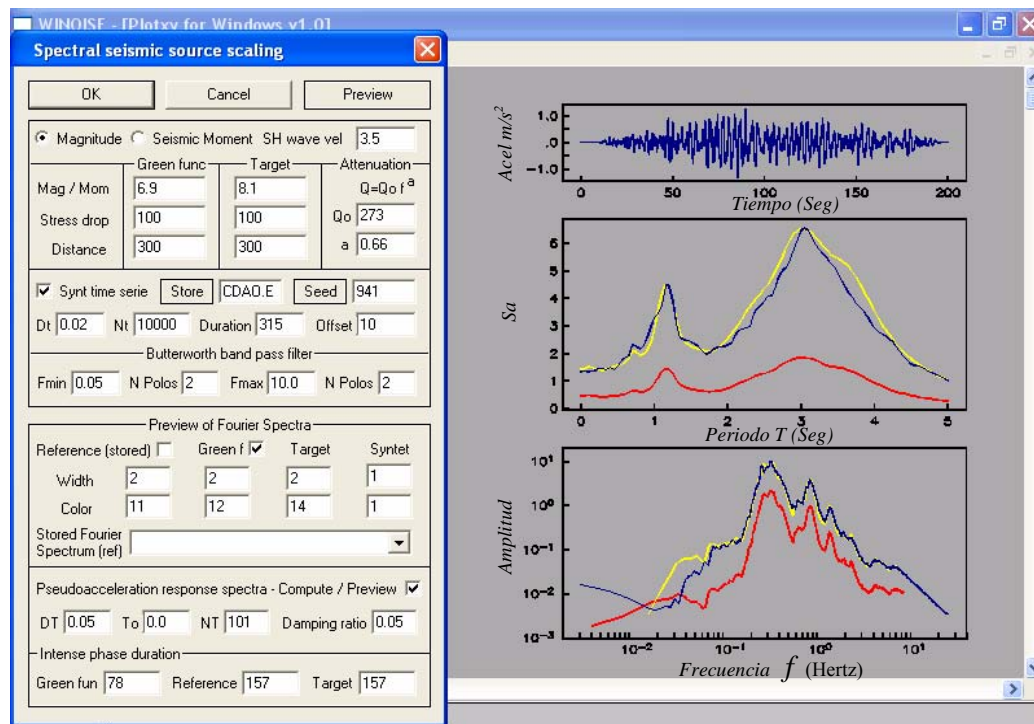 WINOISE - [Plotxy for Windows v1.0]
Spectral seismic source scaling
OK Cancel Preview
Magnitude Seismic Moment SH wave vel 3.5
Green func Target Attenuation
Mag / Mom 6.9 8.1 Q=Qo f a
Stress drop 100 100 Qo 273
Distance 300 300 a 0.66
Synt time serie Store CDAO.E Seed 941
Dt 0.02 Nt 10000 Duration 315 Offset 10
Butterworth band pass filter
Fmin 0.05 N Polos 2 Fmax 10.0 N Polos 2
Preview of Fourier Spectra
Reference (stored) Green f Target Syntet
Width 2 2 2 1
Color 11 12 14 1
Stored Fourier
Spectrum (ref)
Pseudoacceleration response spectra - Compute / Preview
DT 0.05 To 0.0 NT 101 Damping ratio 0.05
Intense phase duration
Green fun 78 Reference 157 Target 157
Acel m/s²
1.0
.0
-1.0
0 50 100 150 200
Tiempo (Seg)
Sa
6
5
4
3
2
1
0
0 1 2 3 4 5
Periodo T (Seg)
Amplitud
10¹
10⁰
10⁻¹
10⁻²
10⁻³
10⁻² 10⁻¹ 10⁰ 10¹
Frecuencia f (Hertz)